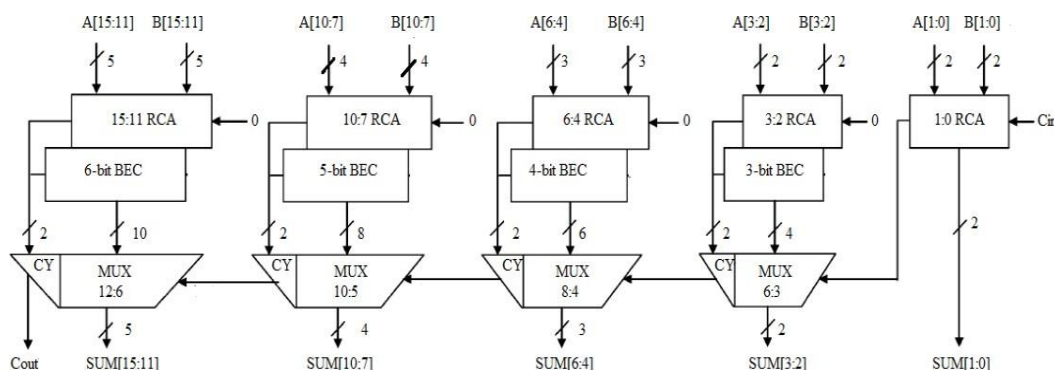 A[15:11] B[15:11] A[10:7] B[10:7] A[6:4] B[6:4] A[3:2] B[3:2] A[1:0] B[1:0]
5 5 4 4 3 3 2 2 2 2
15:11 RCA 0 10:7 RCA 0 6:4 RCA 0 3:2 RCA 0 1:0 RCA Cin
6-bit BEC 5-bit BEC 4-bit BEC 3-bit BEC
2 10 2 8 2 6 2 4 2
CY MUX CY MUX CY MUX CY MUX
12:6 10:5 8:4 6:3
5 4 3 2
Cout SUM[15:11] SUM[10:7] SUM[6:4] SUM[3:2] SUM[1:0]